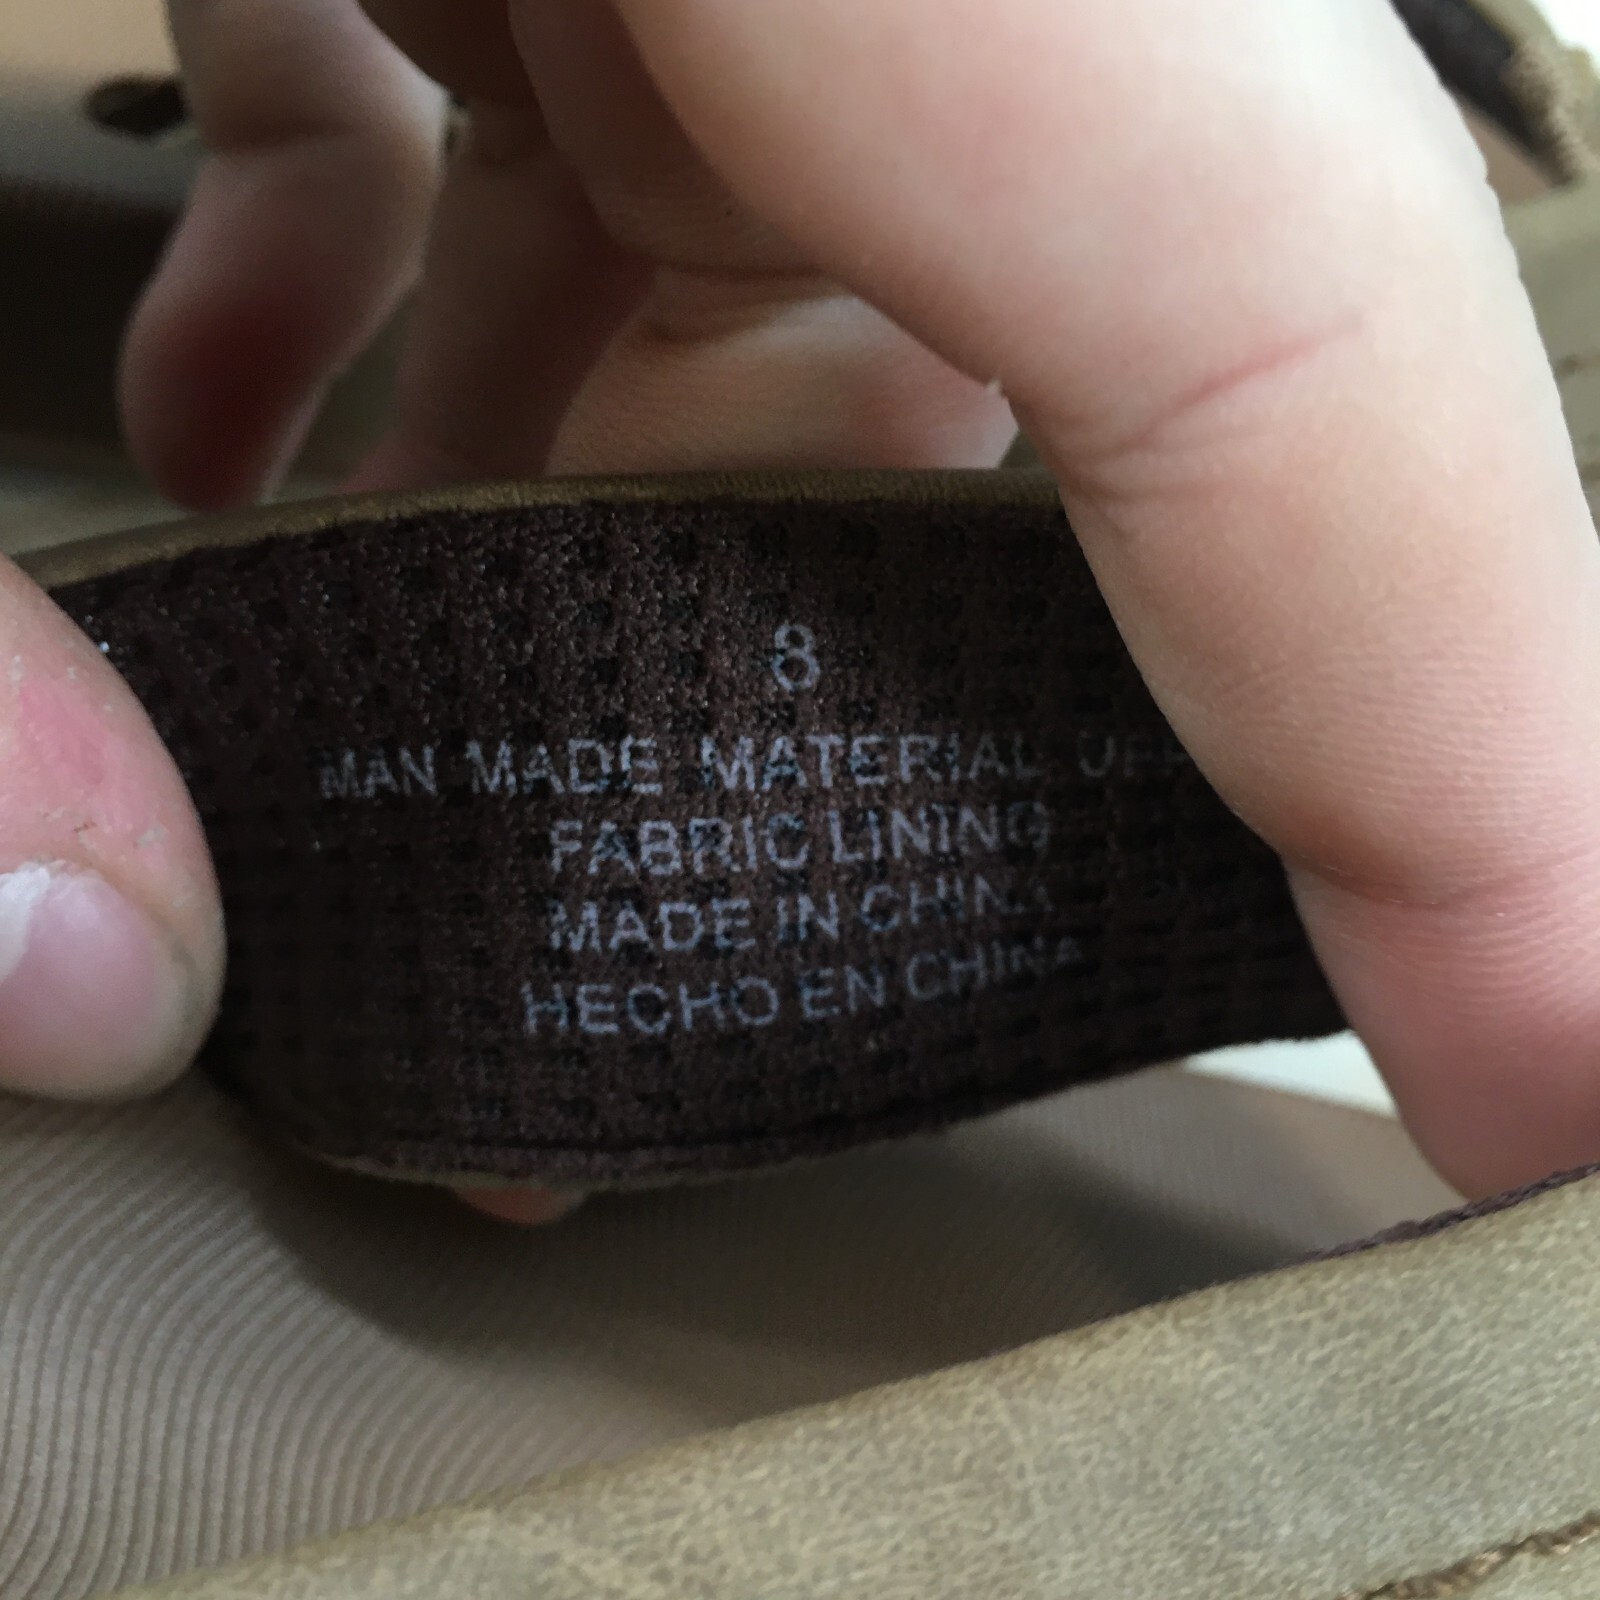 8
MAN MADE MATERIAL
FABRIC LINING
MADE IN CHINA
HECHO EN CHINA